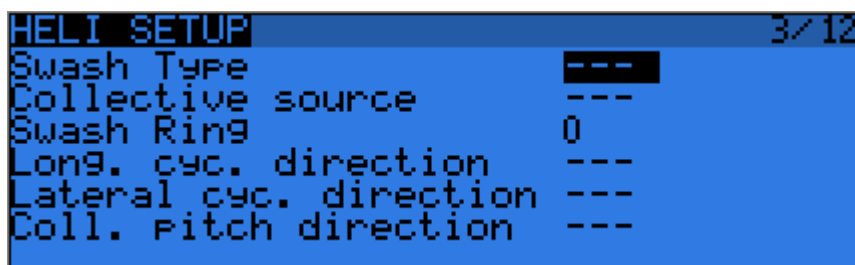 HELI SETUP 3/12
Swash Type ---
Collective source ---
Swash Ring 0
Long. cyc. direction ---
Lateral cyc. direction ---
Coll. pitch direction ---